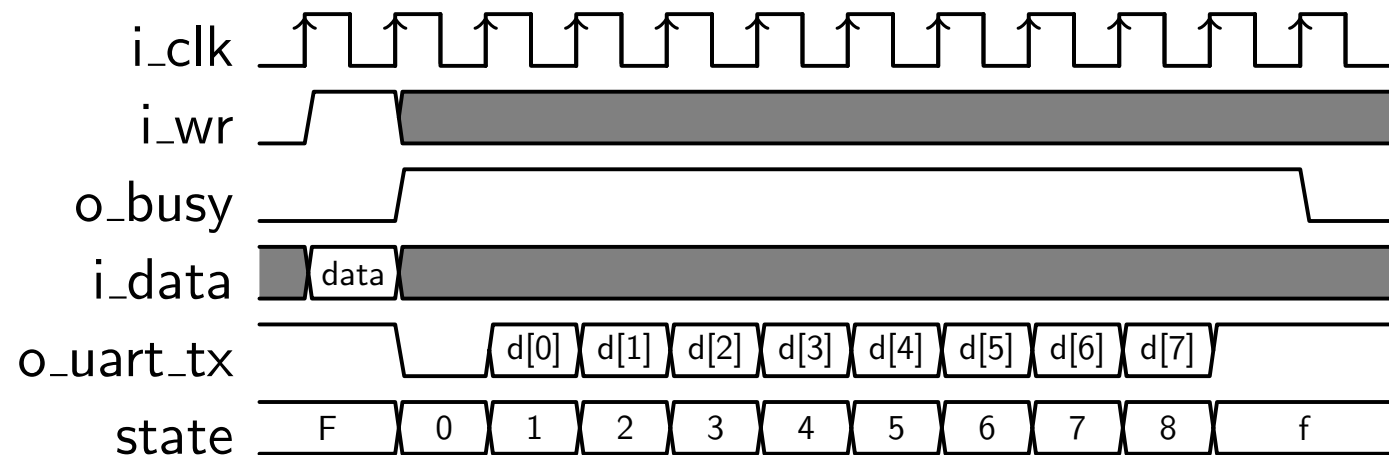 i_clk
i_wr
o_busy
i_data data
o_uart_tx d[0] d[1] d[2] d[3] d[4] d[5] d[6] d[7]
state F 0 1 2 3 4 5 6 7 8 f